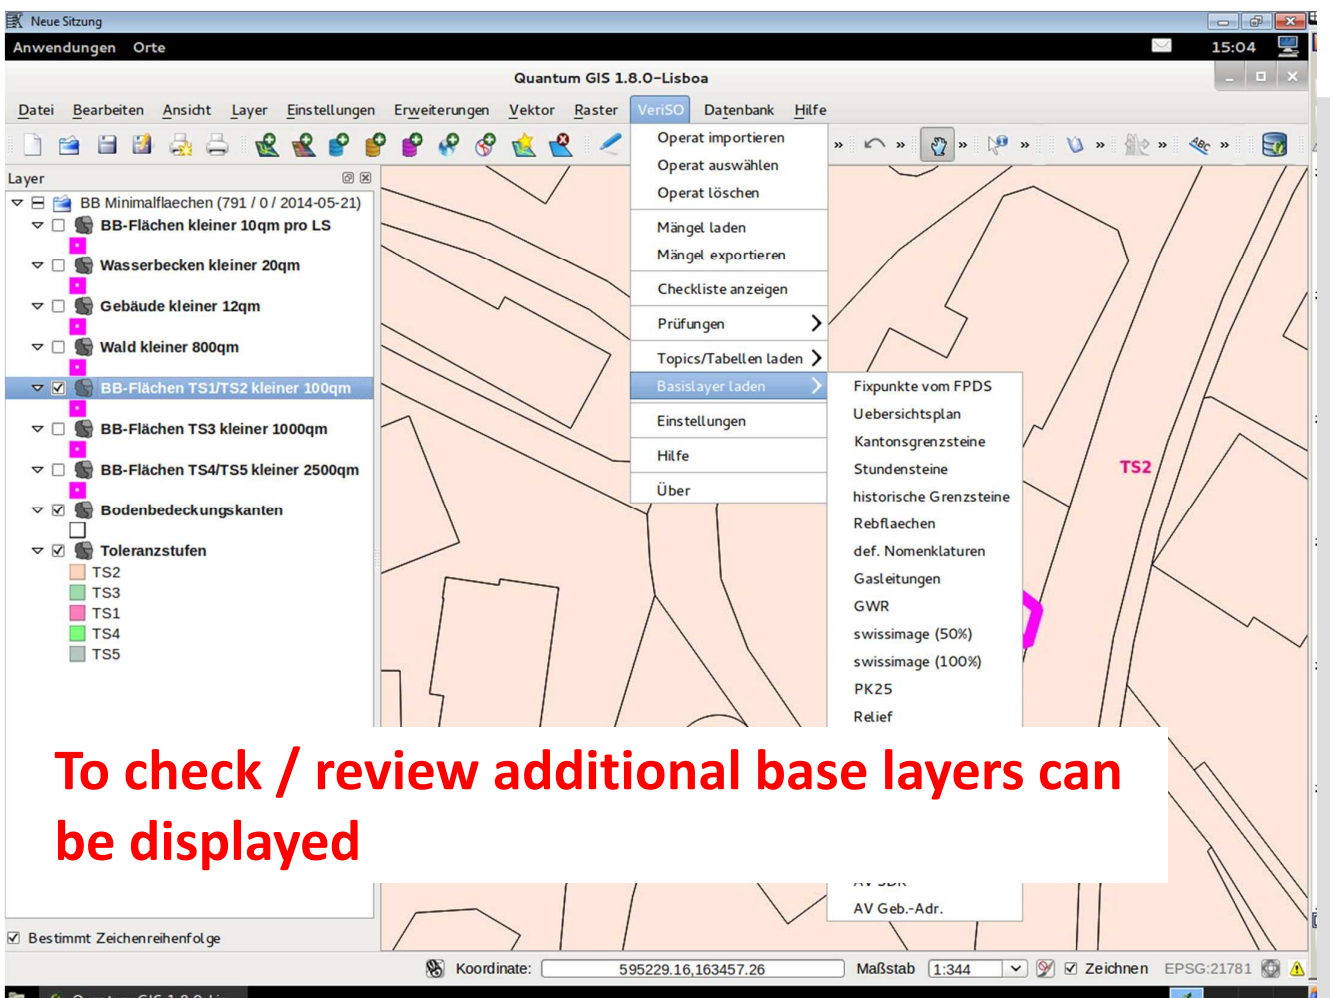 Neue Sitzung
Anwendungen Orte 15:04
Quantum GIS 1.8.0-Lisboa
Datei Bearbeiten Ansicht Layer Einstellungen Erweiterungen Vektor Raster VeriSO Datenbank Hilfe
Layer
BB Minimalflaechen (791 / 0 / 2014-05-21)
BB-Flächen kleiner 10qm pro LS
Wasserbecken kleiner 20qm
Gebäude kleiner 12qm
Wald kleiner 800qm
BB-Flächen TS1/TS2 kleiner 100qm
BB-Flächen TS3 kleiner 1000qm
BB-Flächen TS4/TS5 kleiner 2500qm
Bodenbedeckungskanten
Toleranzstufen
TS2
TS3
TS1
TS4
TS5
Bestimmt Zeichenreihenfolge
Operat importieren
Operat auswählen
Operat löschen
Mängel laden
Mängel exportieren
Checkliste anzeigen
Prüfungen
Topics/Tabellen laden
Basislayer laden
Einstellungen
Hilfe
Über
Fixpunkte vom FPDS
Uebersichtsplan
Kantonsgrenzsteine
Stundensteine
historische Grenzsteine
Rebflaechen
def. Nomenklaturen
Gasleitungen
GWR
swissimage (50%)
swissimage (100%)
PK25
Relief
AV Geb.-Adr.
ABC
TS2
To check / review additional base layers can
be displayed
Koordinate: 595229.16,163457.26 Maßstab 1:344 Zeichnen EPSG:21781